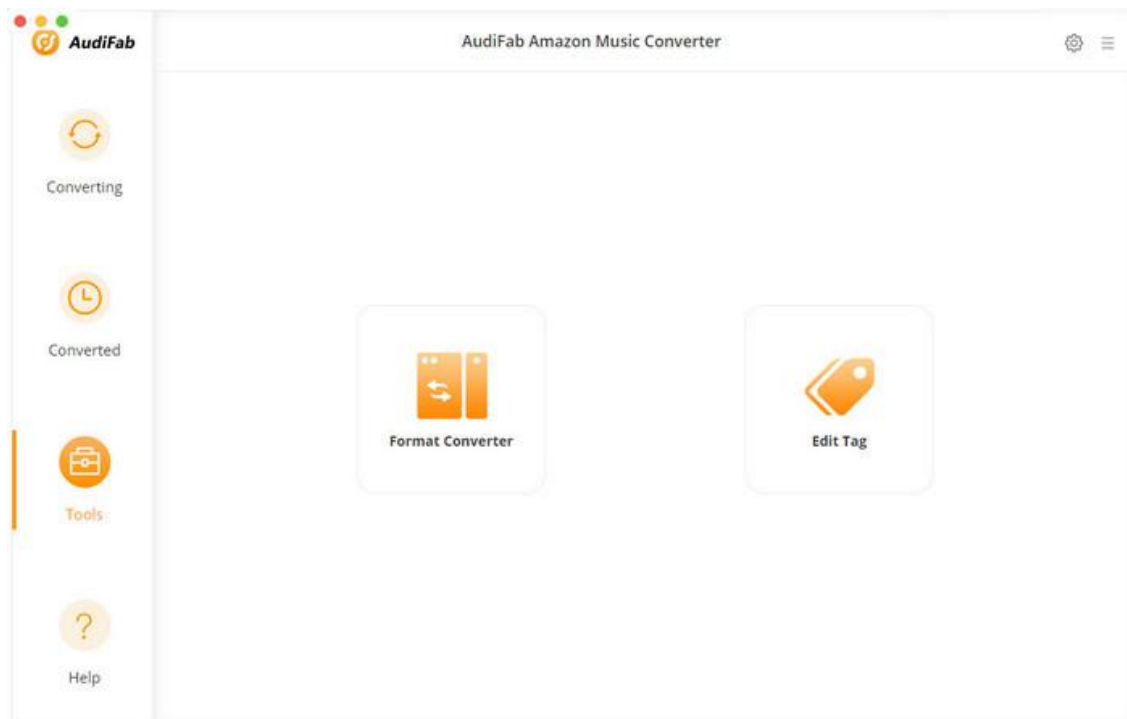 AudiFab
AudiFab Amazon Music Converter
Converting
Converted
Tools
Help
Format Converter
Edit Tag